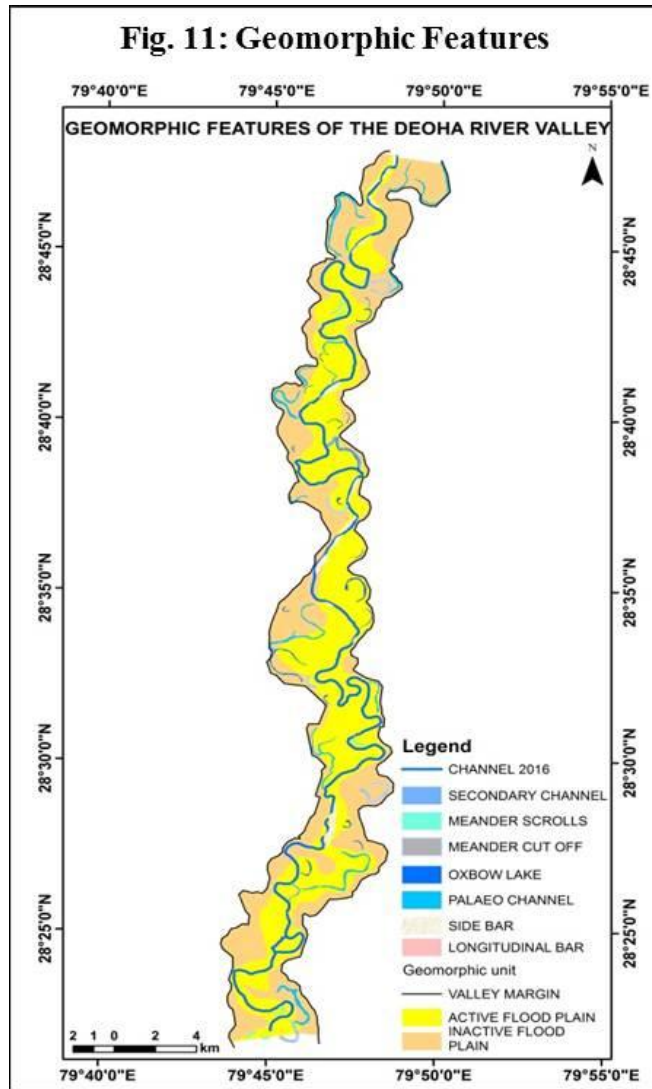 Fig. 11: Geomorphic Features
79°40'0"E 79°45'0"E 79°50'0"E 79°55'0"E
GEOMORPHIC FEATURES OF THE DEOHA RIVER VALLEY
N
28°45'0"N 28°45'0"N
28°40'0"N 28°40'0"N
28°35'0"N 28°35'0"N
28°30'0"N 28°30'0"N
28°25'0"N 28°25'0"N
Legend
CHANNEL 2016
SECONDARY CHANNEL
MEANDER SCROLLS
MEANDER CUT OFF
OXBOW LAKE
PALAEO CHANNEL
SIDE BAR
LONGITUDINAL BAR
Geomorphic unit
VALLEY MARGIN
ACTIVE FLOOD PLAIN
INACTIVE FLOOD
PLAIN
2 1 0 2 4
km
79°40'0"E 79°45'0"E 79°50'0"E 79°55'0"E